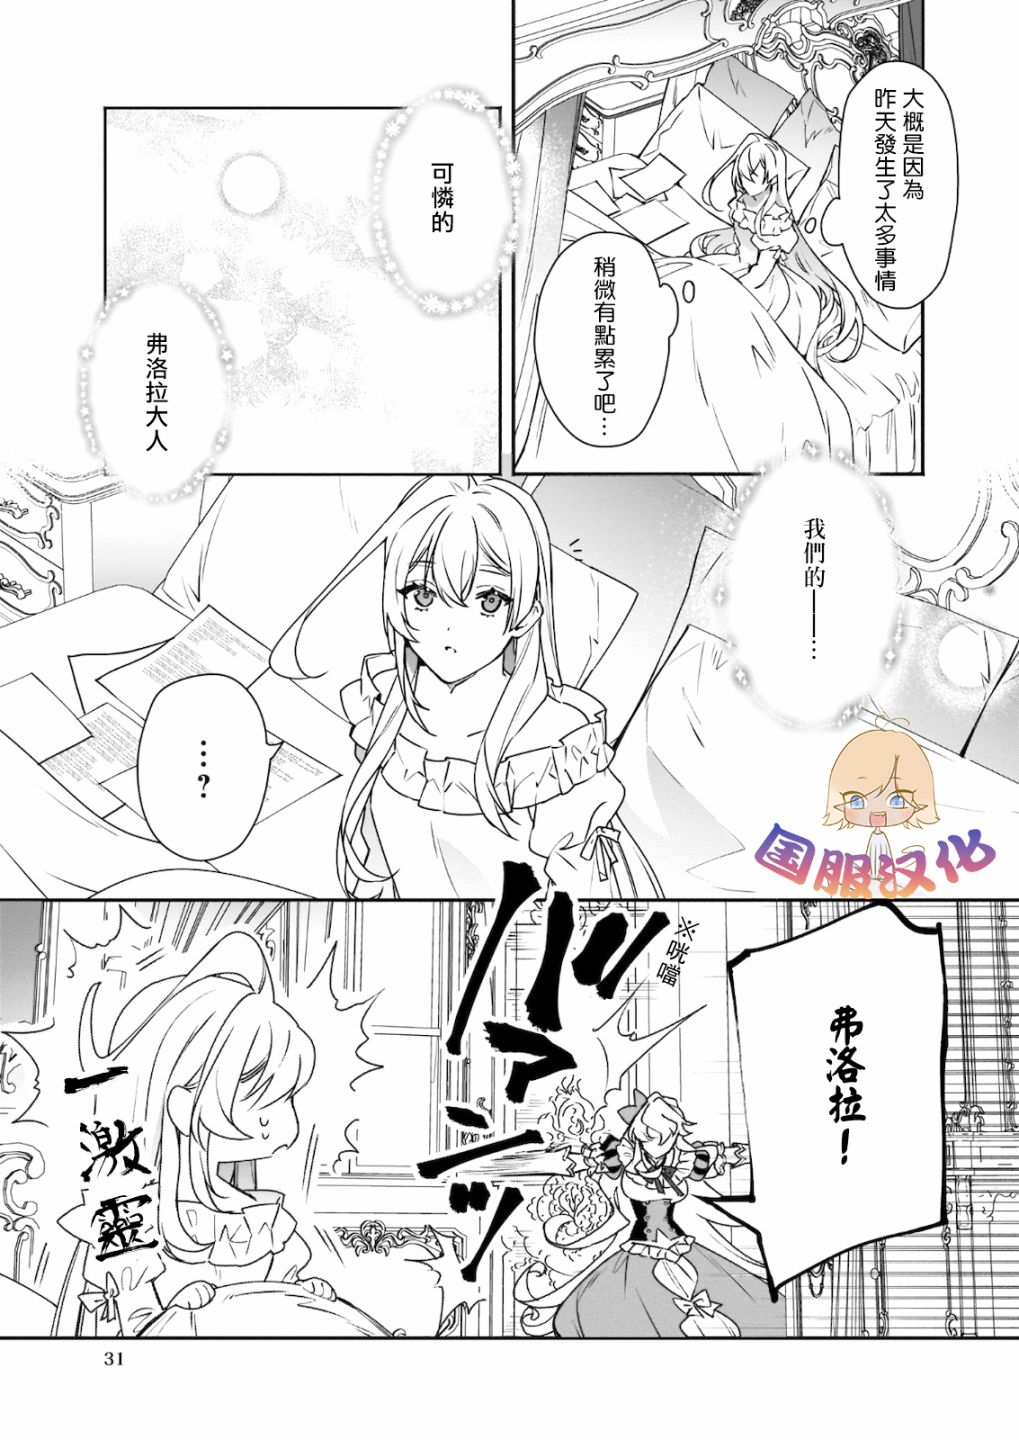 大概是因為
昨天發生了太多事情
稍微有點累了吧…
可憐的
弗洛拉大人
我們的——…
…?
国服汉化
弗洛拉!
※咣噹
バンッ
一激靈
31